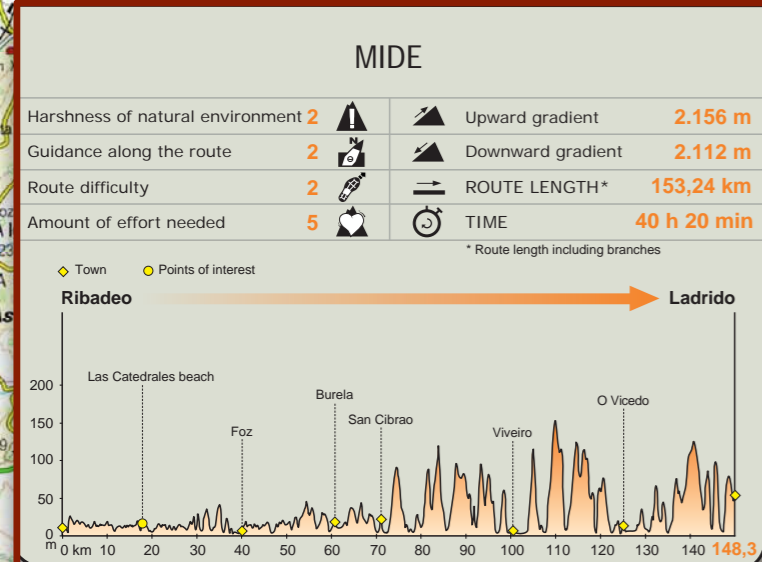 MIDE
Harshness of natural environment 2
Upward gradient 2.156 m
Guidance along the route 2
N
Downward gradient 2.112 m
Route difficulty 2
ROUTE LENGTH* 153,24 km
Amount of effort needed 5
TIME 40 h 20 min
* Route length including branches
Town
Points of interest
Ribadeo
Ladrido
Las Catedrales beach
Foz
Burela
San Cibrao
Viveiro
O Vicedo
200
150
100
50
0
m
0 km 10 20 30 40 50 60 70 80 90 100 110 120 130 140 148,3